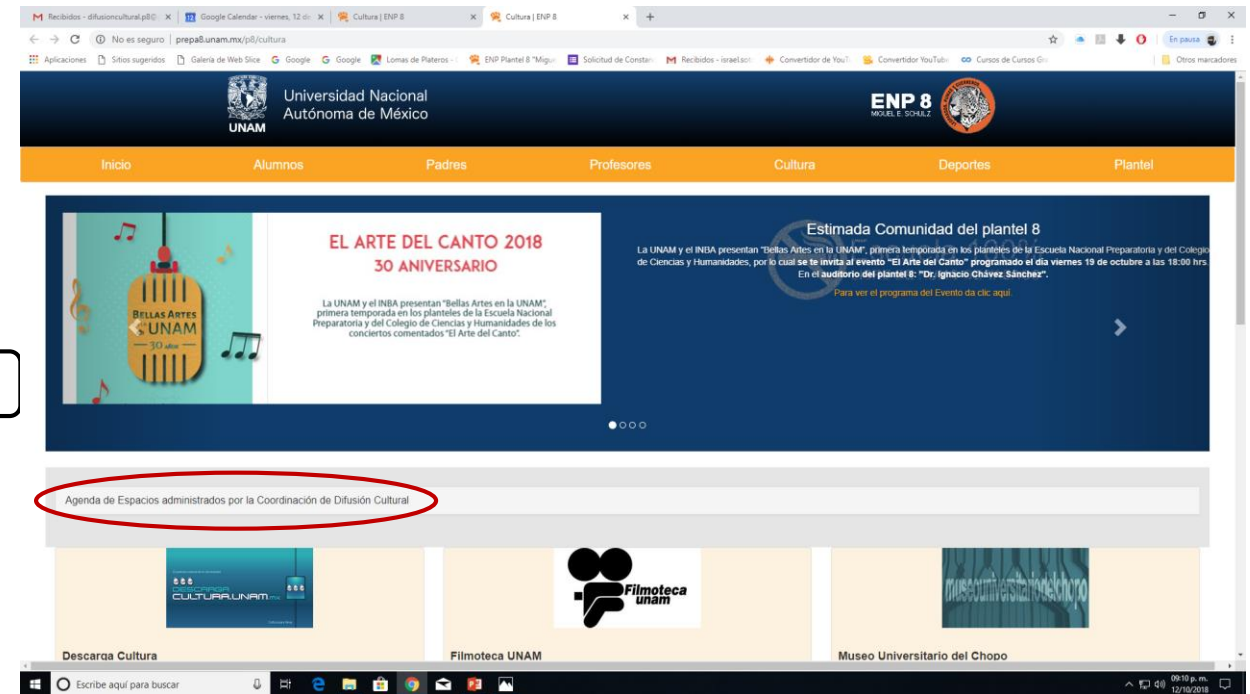 Recibidos - difusioncultural.p8@
Google Calendar - viernes, 12 de
Cultura | ENP 8
Cultura | ENP 8
No es seguro | prepa8.unam.mx/p8/cultura
En pausa
Aplicaciones
Sitios sugeridos
Galería de Web Slice
Google
Google
Lomas de Plateros -
ENP Plantel 8 "Migue
Solicitud de Constan
Recibidos - israel.sot
Convertidor de YouT
Convertidor YouTub
Cursos de Cursos Gr
Otros marcadores
UNAM
Universidad Nacional
Autónoma de México
ENP 8
MIGUEL E. SCHULZ
Inicio
Alumnos
Padres
Profesores
Cultura
Deportes
Plantel
BELLAS ARTES
UNAM
30 años
EL ARTE DEL CANTO 2018
30 ANIVERSARIO
La UNAM y el INBA presentan "Bellas Artes en la UNAM",
primera temporada en los planteles de la Escuela Nacional
Preparatoria y del Colegio de Ciencias y Humanidades de los
conciertos comentados "El Arte del Canto".
Estimada Comunidad del plantel 8
La UNAM y el INBA presentan "Bellas Artes en la UNAM", primera temporada en los planteles de la Escuela Nacional Preparatoria y del Colegio
de Ciencias y Humanidades, por lo cual se te invita al evento "El Arte del Canto" programado el día viernes 19 de octubre a las 18:00 hrs.
En el auditorio del plantel 8: "Dr. Ignacio Chávez Sánchez".
Para ver el programa del Evento da clic aquí.
Agenda de Espacios administrados por la Coordinación de Difusión Cultural
DESCARGA
CULTURA.UNAM
Filmoteca
unam
museouniversitariodelchopo
Descarga Cultura
Filmoteca UNAM
Museo Universitario del Chopo
Escribe aquí para buscar
09:10 p. m.
12/10/2018